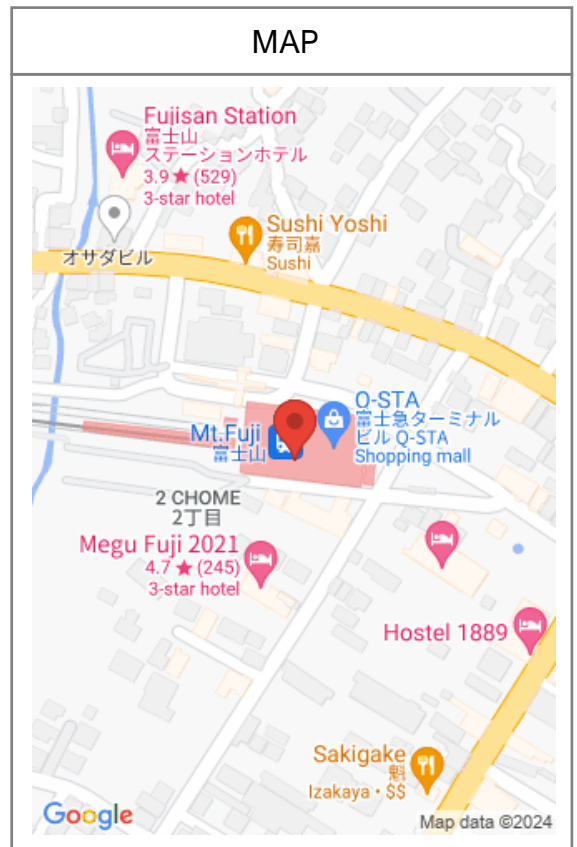 MAP
Fujisan Station
富士山
ステーションホテル
3.9★(529)
3-star hotel
オサダビル
Sushi Yoshi
寿司嘉
Sushi
Q-STA
富士急ターミナル
ビル Q-STA
Shopping mall
Mt.Fuji
富士山
2 CHOME
2丁目
Megu Fuji 2021
4.7★(245)
3-star hotel
Hostel 1889
Sakigake
魁
Izakaya • $$
Google
Map data ©2024